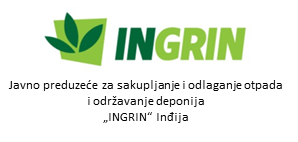 INGRIN
Javno preduzeće za sakupljanje i odlaganje otpada
i održavanje deponija
„INGRIN“ Inđija